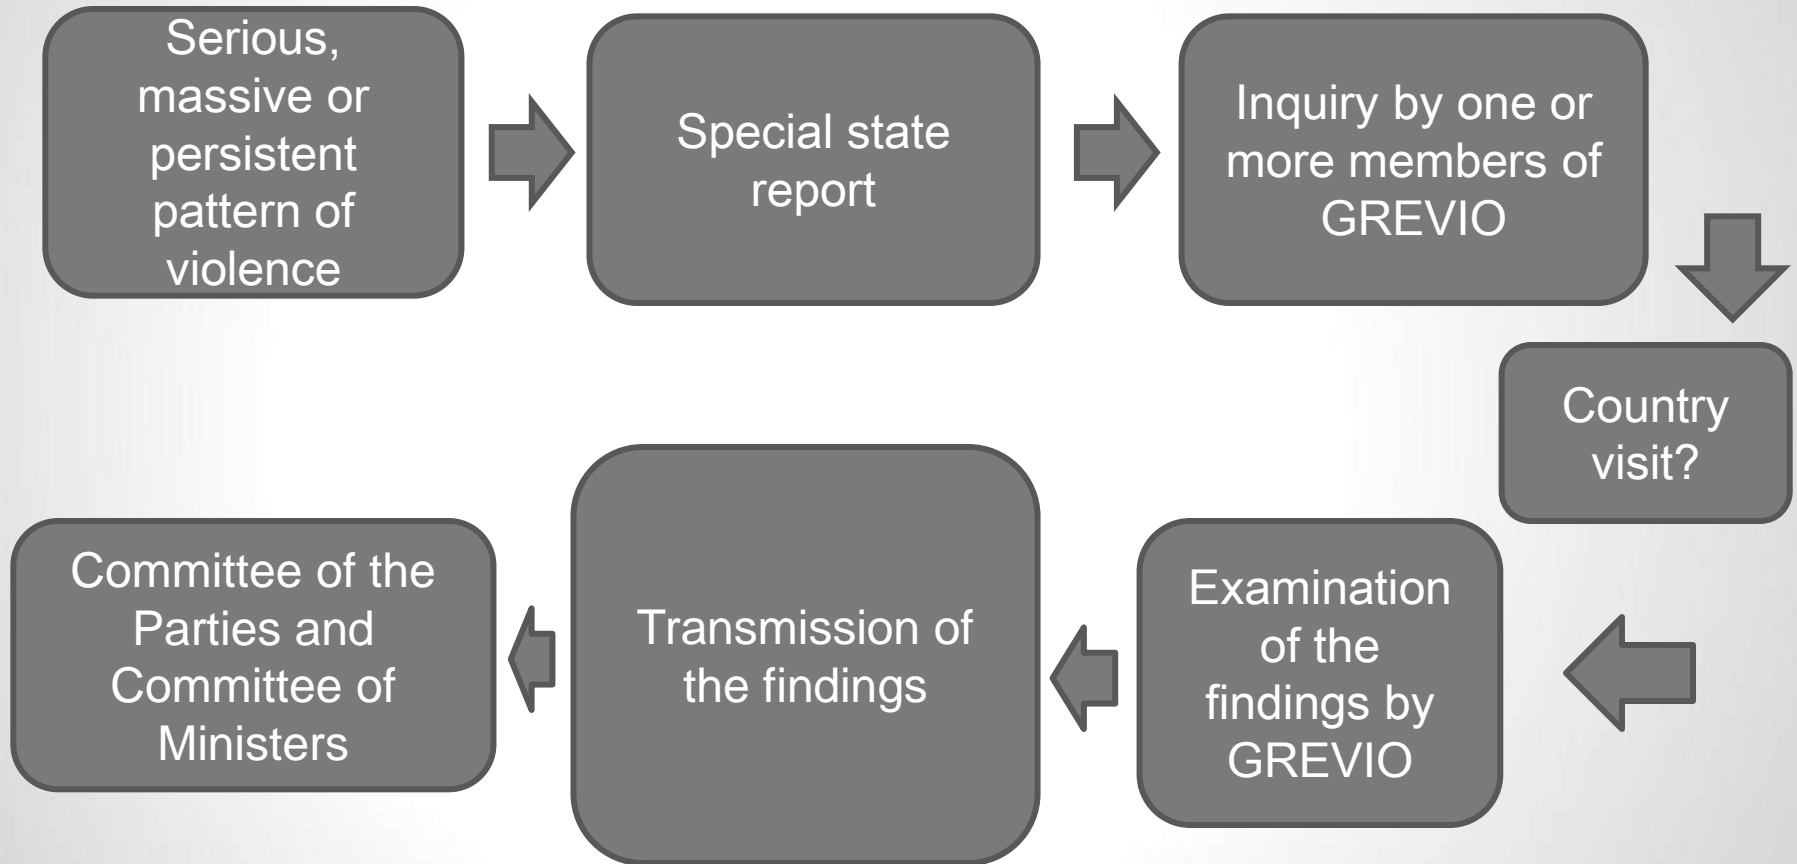 Serious,
massive or
persistent
pattern of
violence
Special state
report
Inquiry by one or
more members of
GREVIO
Country
visit?
Examination
of the
findings by
GREVIO
Transmission of
the findings
Committee of the
Parties and
Committee of
Ministers